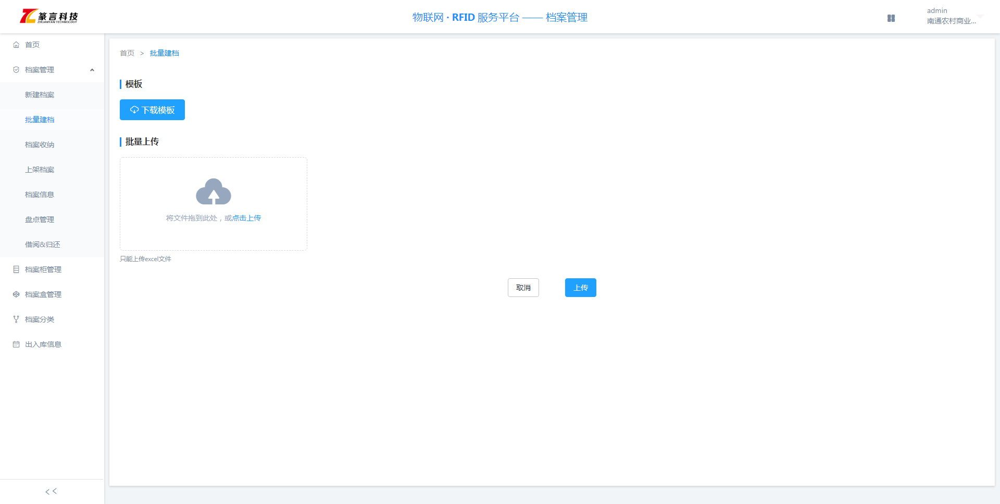 篆言科技
ZHUANYAN TECHNOLOGY
物联网 · RFID 服务平台 —— 档案管理
admin
南通农村商业...
首页
档案管理
新建档案
批量建档
档案收纳
上架档案
档案信息
盘点管理
借阅&归还
档案柜管理
档案盒管理
档案分类
出入库信息
<<
首页 > 批量建档
模板
下载模板
批量上传
将文件拖到此处，或点击上传
只能上传excel文件
取消
上传